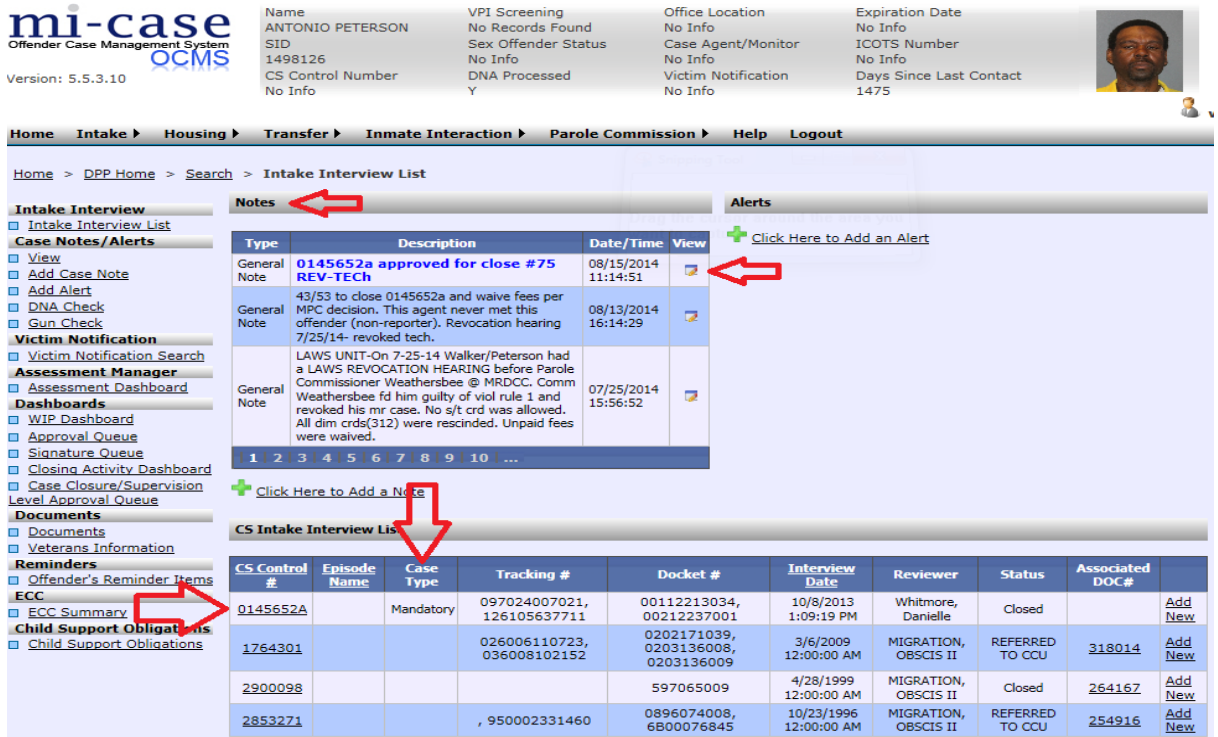 mi-case
Offender Case Management System
OCMS
Version: 5.5.3.10
Name
ANTONIO PETERSON
SID
1498126
CS Control Number
No Info
VPI Screening
No Records Found
Sex Offender Status
No Info
DNA Processed
Y
Office Location
No Info
Case Agent/Monitor
No Info
Victim Notification
No Info
Expiration Date
No Info
ICOTS Number
No Info
Days Since Last Contact
1475
Home Intake Housing Transfer Inmate Interaction Parole Commission Help Logout
Home > DPP Home > Search > Intake Interview List
Intake Interview
Intake Interview List
Case Notes/Alerts
View
Add Case Note
Add Alert
DNA Check
Gun Check
Victim Notification
Victim Notification Search
Assessment Manager
Assessment Dashboard
Dashboards
WIP Dashboard
Approval Queue
Signature Queue
Closing Activity Dashboard
Case Closure/Supervision
Level Approval Queue
Documents
Documents
Veterans Information
Reminders
Offender's Reminder Items
ECC
ECC Summary
Child Support Obligations
Child Support Obligations
Notes
Type Description Date/Time View
General Note
0145652a approved for close #75
REV-TECh
08/15/2014
11:14:51
General Note
43/53 to close 0145652a and waive fees per
MPC decision. This agent never met this
offender (non-reporter). Revocation hearing
7/25/14- revoked tech.
08/13/2014
16:14:29
General Note
LAWS UNIT-On 7-25-14 Walker/Peterson had
a LAWS REVOCATION HEARING before Parole
Commissioner Weathersbee @ MRDCC. Comm
Weathersbee fd him guilty of viol rule 1 and
revoked his mr case. No s/t crd was allowed.
All dim crds(312) were rescinded. Unpaid fees
were waived.
07/25/2014
15:56:52
1 2 3 4 5 6 7 8 9 10 ...
Click Here to Add a Note
Alerts
Click Here to Add an Alert
CS Intake Interview Lis
CS Control # Episode Name Case Type Tracking # Docket # Interview Date Reviewer Status Associated DOC#
0145652A Mandatory 097024007021, 126105637711 00112213034, 00212237001 10/8/2013 1:09:19 PM Whitmore, Danielle Closed Add New
1764301 026006110723, 036008102152 0202171039, 0203136008, 0203136009 3/6/2009 12:00:00 AM MIGRATION, OBSCIS II REFERRED TO CCU 318014 Add New
2900098 597065009 4/28/1999 12:00:00 AM MIGRATION, OBSCIS II Closed 264167 Add New
2853271 , 950002331460 0896074008, 6B00076845 10/23/1996 12:00:00 AM MIGRATION, OBSCIS II REFERRED TO CCU 254916 Add New